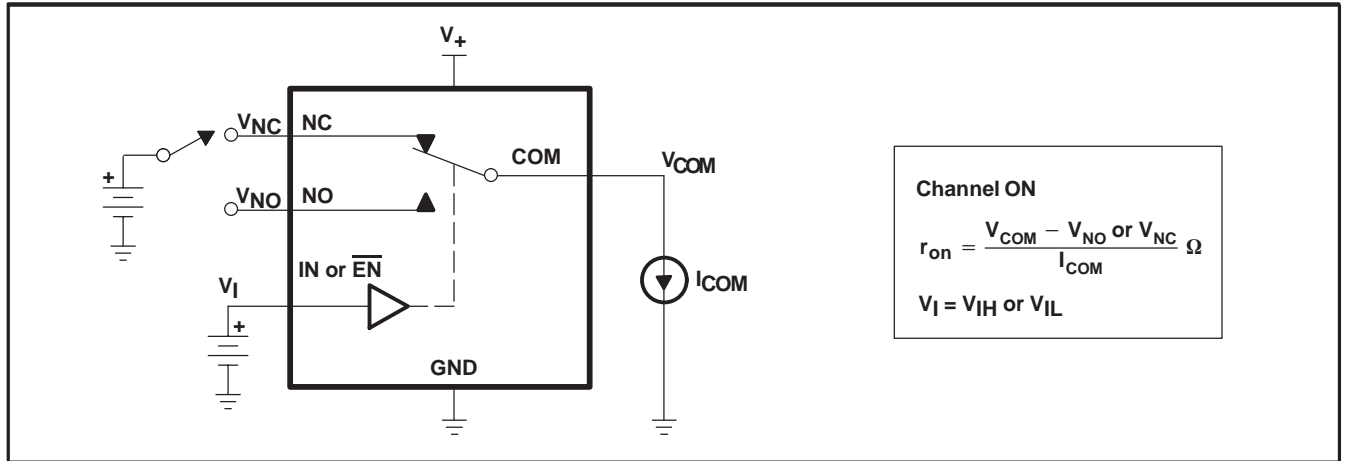 V+
VNC NC
COM
VCOM
+
VNO NO
Channel ON
ron = VCOM − VNO or VNC / ICOM Ω
IN or E̅N̅
VI
ICOM
VI = VIH or VIL
+
GND